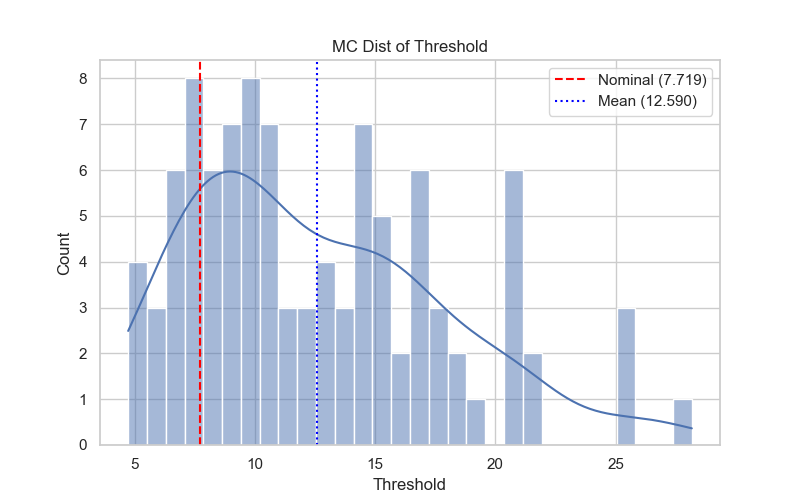 MC Dist of Threshold
Nominal (7.719)
Mean (12.590)
Count
8
7
6
5
4
3
2
1
0
5 10 15 20 25
Threshold